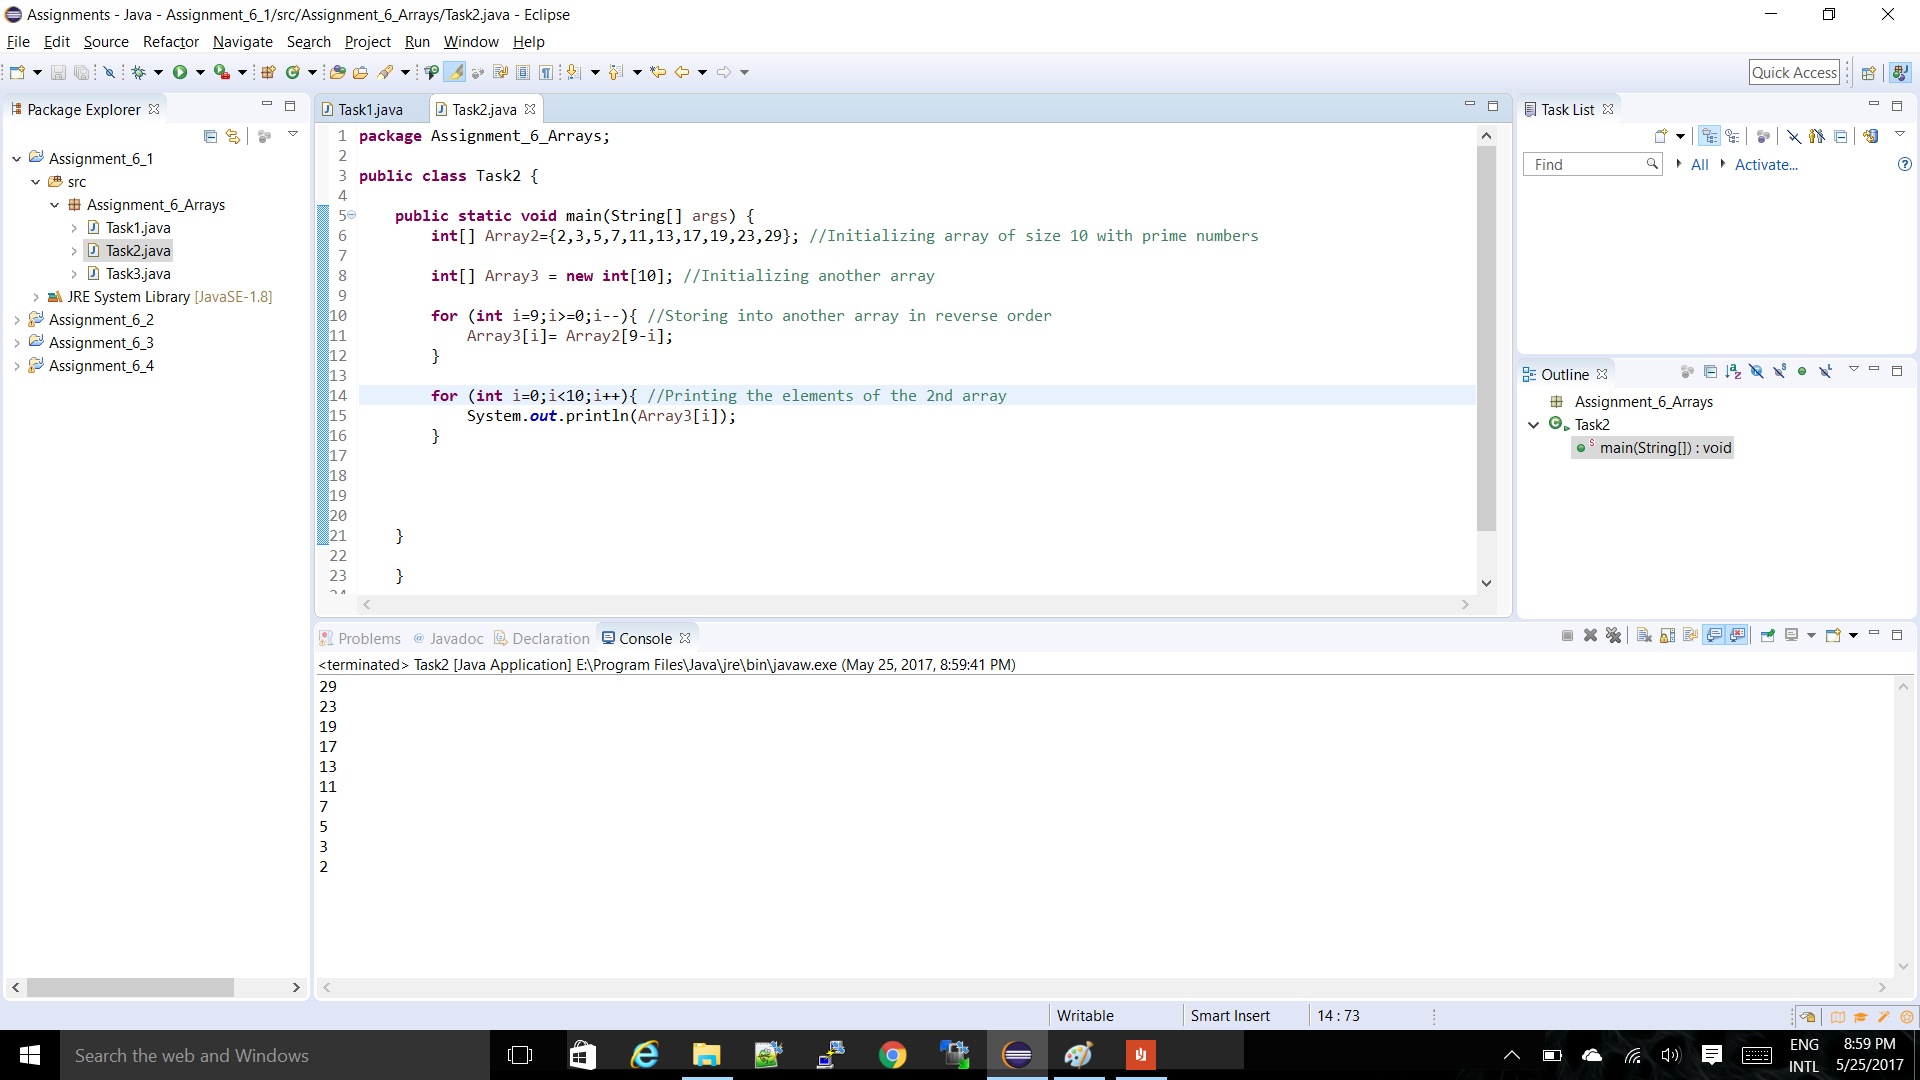 Assignments - Java - Assignment_6_1/src/Assignment_6_Arrays/Task2.java - Eclipse
File Edit Source Refactor Navigate Search Project Run Window Help
Quick Access
Package Explorer
Assignment_6_1
src
Assignment_6_Arrays
Task1.java
Task2.java
Task3.java
JRE System Library [JavaSE-1.8]
Assignment_6_2
Assignment_6_3
Assignment_6_4
Task1.java Task2.java
1 package Assignment_6_Arrays;
2
3 public class Task2 {
4
5 public static void main(String[] args) {
6 int[] Array2={2,3,5,7,11,13,17,19,23,29}; //Initializing array of size 10 with prime numbers
7
8 int[] Array3 = new int[10]; //Initializing another array
9
10 for (int i=9;i>=0;i--){ //Storing into another array in reverse order
11 Array3[i]= Array2[9-i];
12 }
13
14 for (int i=0;i<10;i++){ //Printing the elements of the 2nd array
15 System.out.println(Array3[i]);
16 }
17
18
19
20
21 }
22
23 }
24
Task List
Find All Activate...
Outline
Assignment_6_Arrays
Task2
main(String[]) : void
Problems @ Javadoc Declaration Console
<terminated> Task2 [Java Application] E:\Program Files\Java\jre\bin\javaw.exe (May 25, 2017, 8:59:41 PM)
29
23
19
17
13
11
7
5
3
2
Writable Smart Insert 14 : 73
Search the web and Windows
ENG
INTL
8:59 PM
5/25/2017